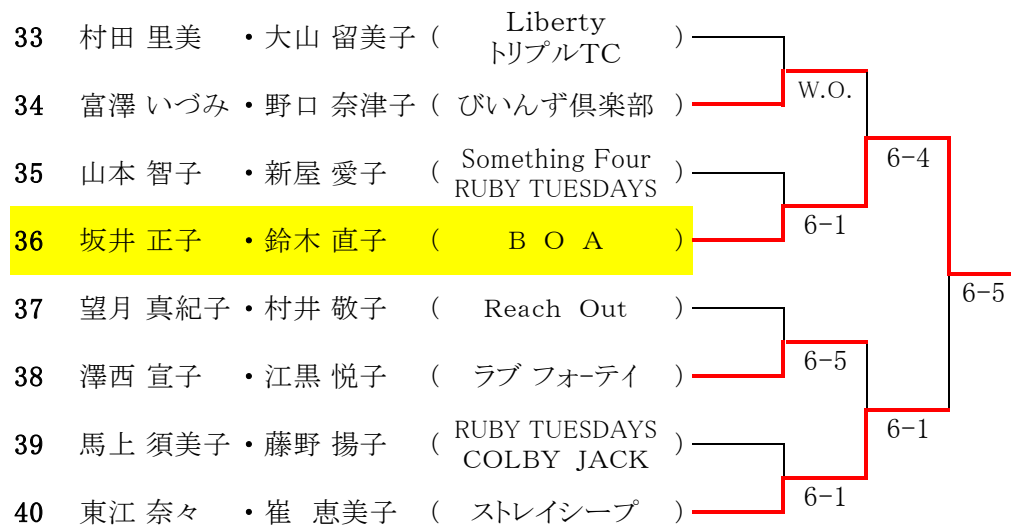 33 村田 里美 ・大山 留美子 ( Liberty トリプルTC )
W.O.
34 富澤 いづみ ・野口 奈津子 ( びいんず倶楽部 )
6-4
35 山本 智子 ・新屋 愛子 ( Something Four RUBY TUESDAYS )
6-1
36 坂井 正子 ・鈴木 直子 ( B O A )
6-5
37 望月 真紀子 ・村井 敬子 ( Reach Out )
6-5
38 澤西 宣子 ・江黒 悦子 ( ラブ フォーテイ )
6-1
39 馬上 須美子 ・藤野 揚子 ( RUBY TUESDAYS COLBY JACK )
6-1
40 東江 奈々 ・崔 恵美子 ( ストレイシープ )